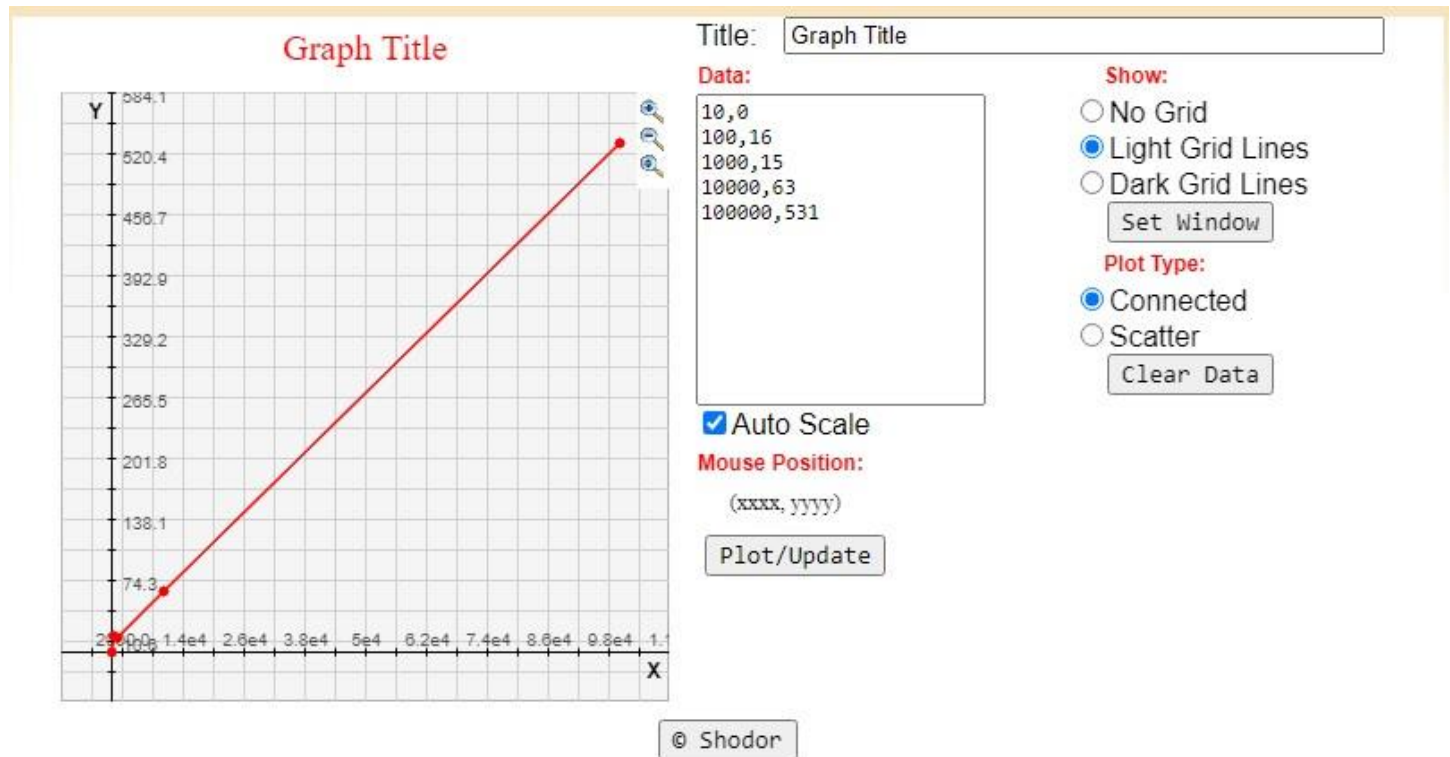 Graph Title
Y
584.1
520.4
456.7
392.9
329.2
265.5
201.8
138.1
74.3
1.4e4 2.6e4 3.8e4 5e4 6.2e4 7.4e4 8.6e4 9.8e4 1.1
X
Title: Graph Title
Data:
10,0
100,16
1000,15
10000,63
100000,531
Auto Scale
Mouse Position:
(xxxx, yyyy)
Plot/Update
Show:
No Grid
Light Grid Lines
Dark Grid Lines
Set Window
Plot Type:
Connected
Scatter
Clear Data
© Shodor